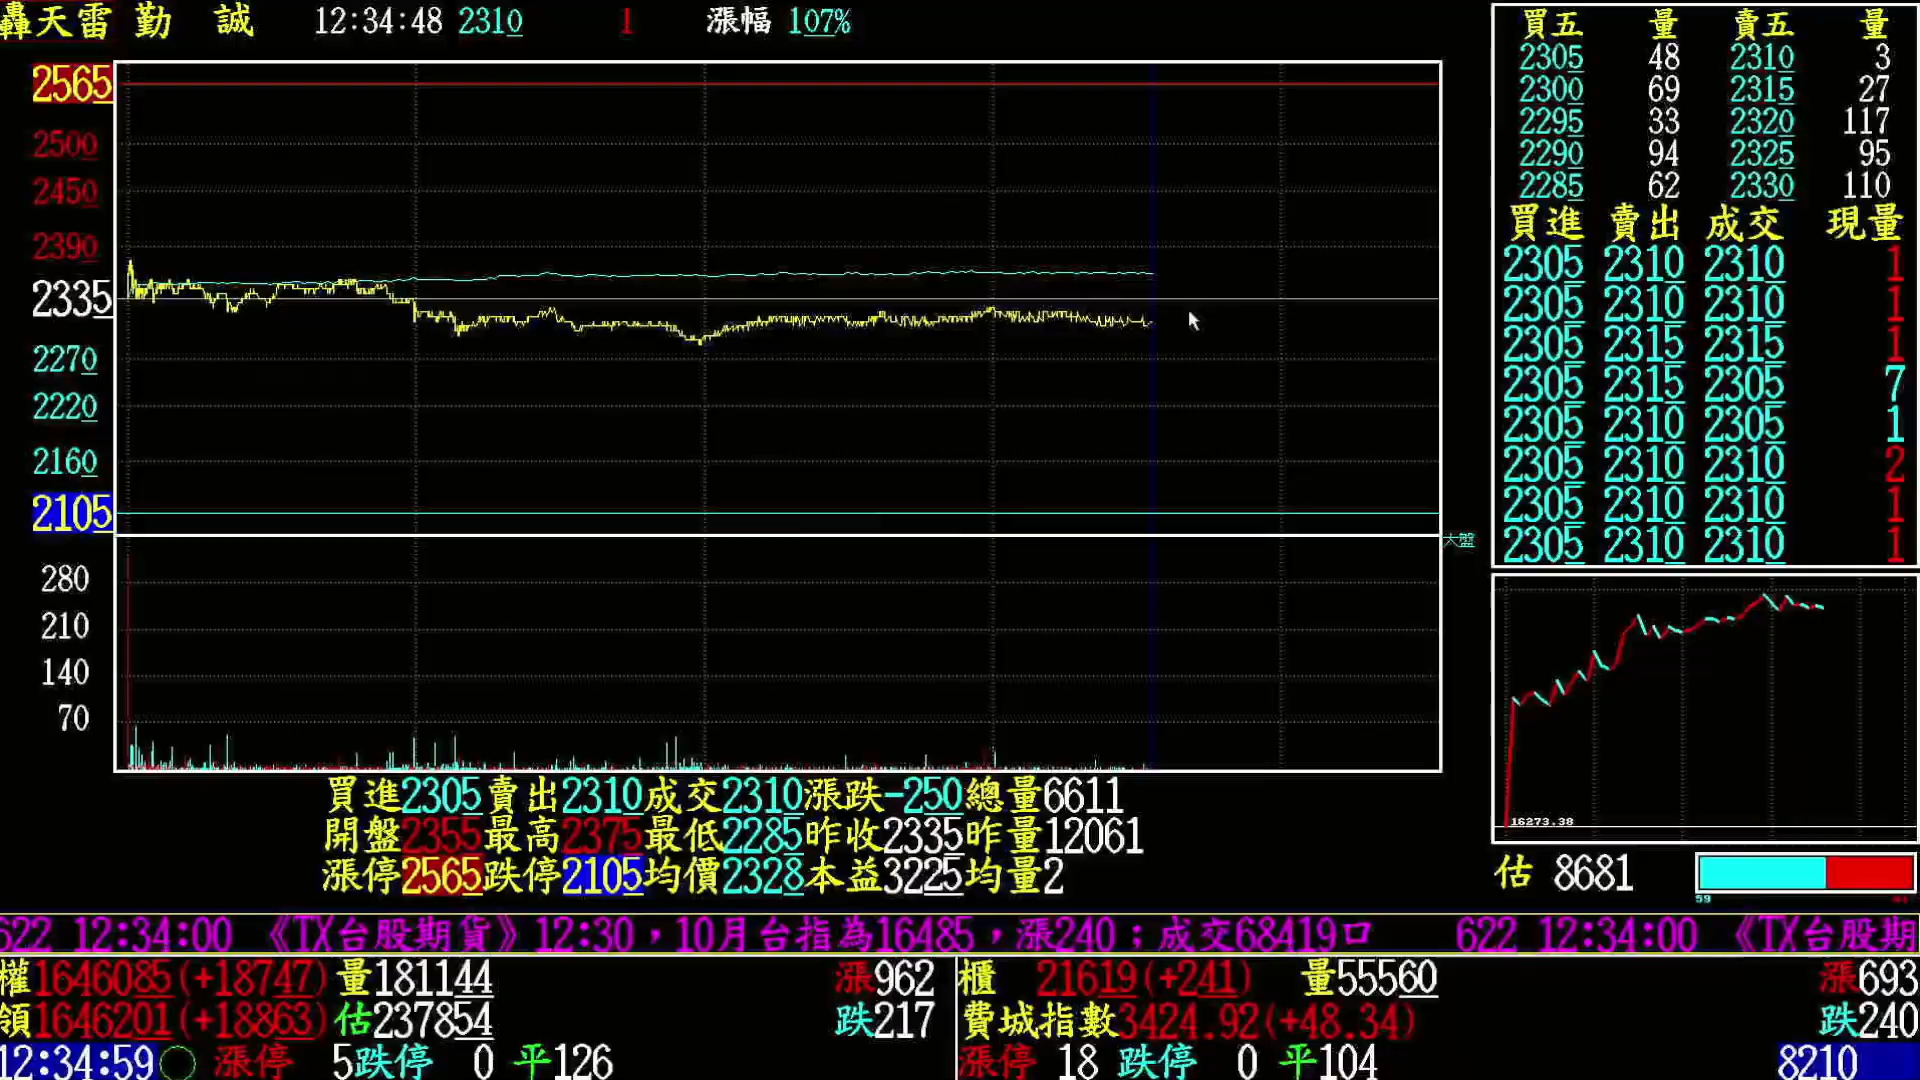 轟天雷 勤 誠 12:34:48 2310 1 漲幅 107%
2565
2500
2450
2390
2335
2270
2220
2160
2105
280
210
140
70
大盤
買五 量 賣五 量
2305 48 2310 3
2300 69 2315 27
2295 33 2320 117
2290 94 2325 95
2285 62 2330 110
買進 賣出 成交 現量
2305 2310 2310 1
2305 2310 2310 1
2305 2315 2315 1
2305 2315 2305 7
2305 2310 2305 1
2305 2310 2310 2
2305 2310 2310 1
2305 2310 2310 1
16273.38
估 8681
59
買進2305賣出2310成交2310漲跌-250總量6611
開盤2355最高2375最低2285昨收2335昨量12061
漲停2565跌停2105均價2328本益3225均量2
622 12:34:00 《TX台股期貨》12:30，10月台指為16485，漲240；成交68419口 622 12:34:00 《TX台股期
權1646085(+18747)量181144 漲962
領1646201(+18863)估237854 跌217
12:34:59 漲停 5跌停 0 平126
櫃 21619(+241) 量55560 漲693
費城指數3424.92(+48.34) 跌240
漲停 18 跌停 0 平104 8210